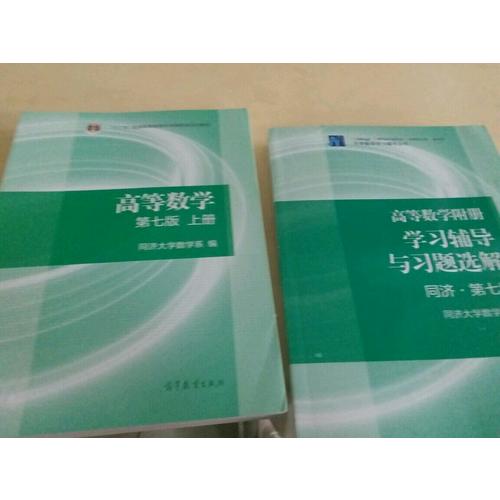 高等数学
第七版 上册
同济大学数学系 编
高等教育出版社
高等数学附册
学习辅导
与习题选解
同济·第七
同济大学数学